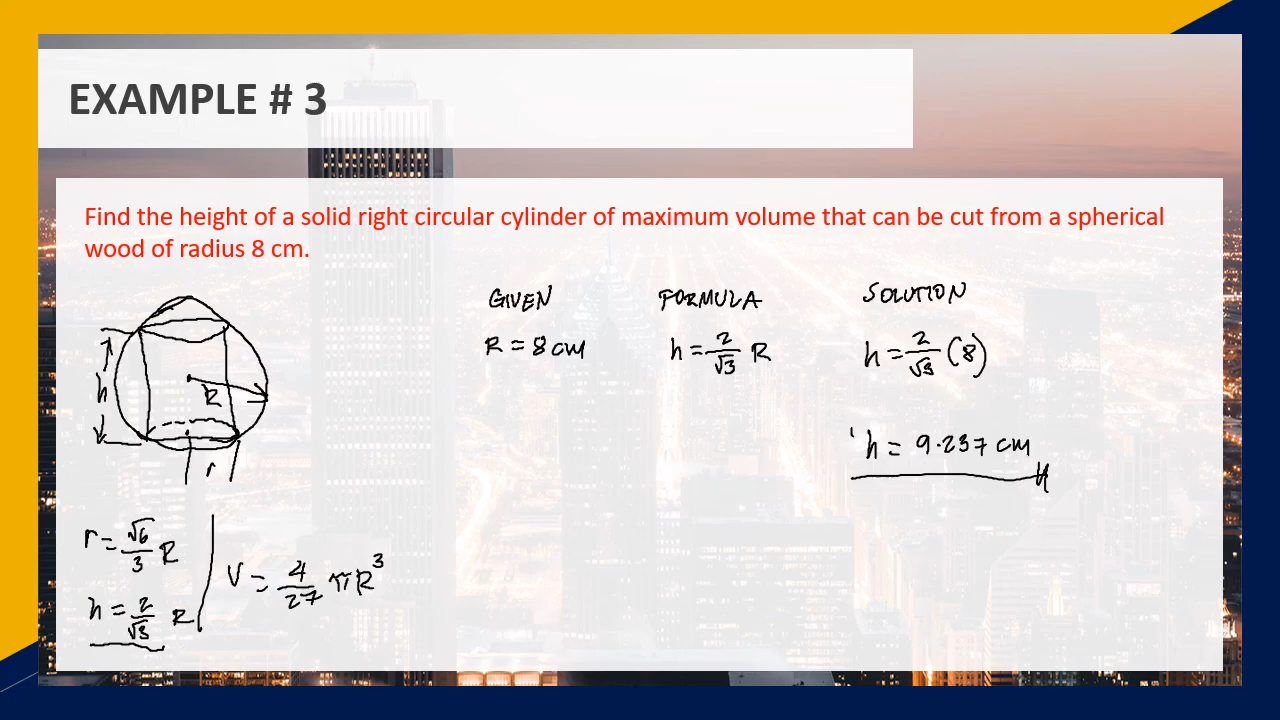 EXAMPLE # 3
Find the height of a solid right circular cylinder of maximum volume that can be cut from a spherical
wood of radius 8 cm.
GIVEN
R = 8 cm
FORMULA
h = 2/√3 R
SOLUTION
h = 2/√3 (8)
h = 9.237 cm
h
R
r
r = √6/3 R
h = 2/√3 R
V = 4/27 πR³